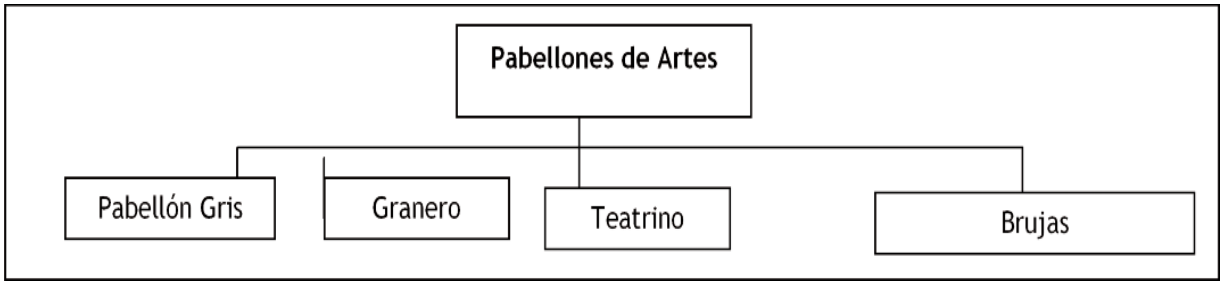 Pabellones de Artes
Pabellón Gris
Granero
Teatrino
Brujas